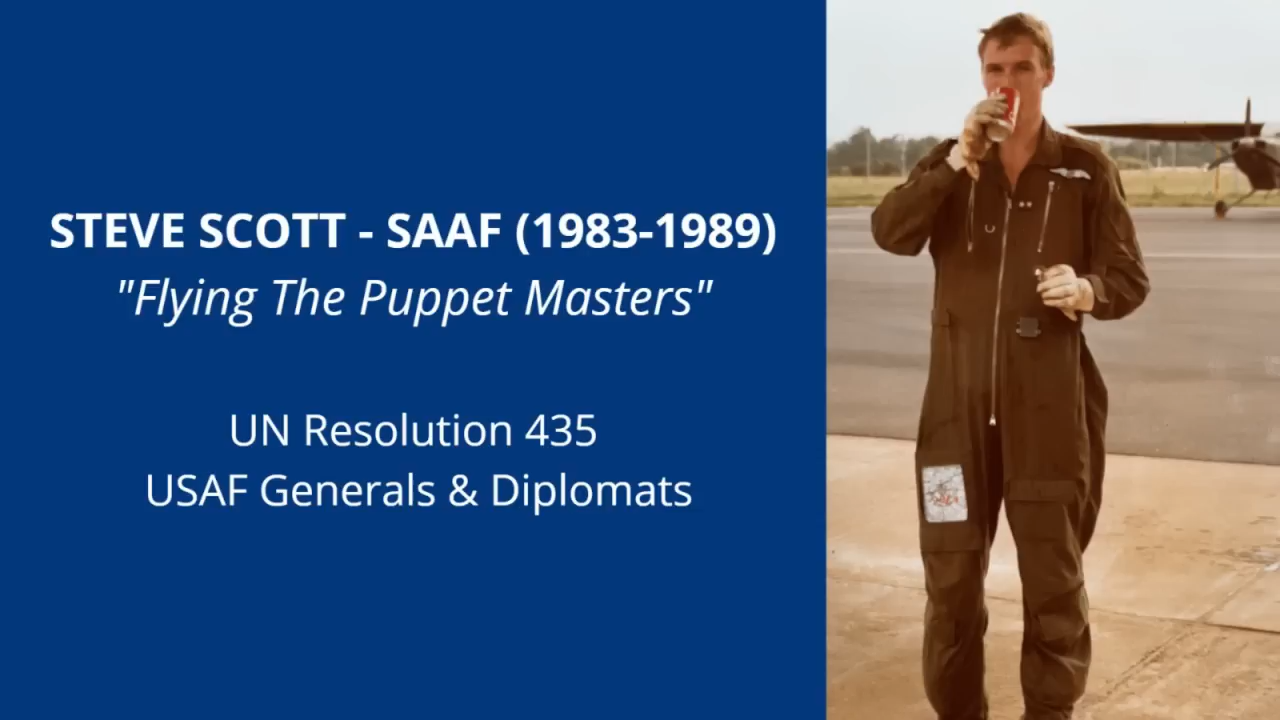 STEVE SCOTT - SAAF (1983-1989)
"Flying The Puppet Masters"
UN Resolution 435
USAF Generals & Diplomats